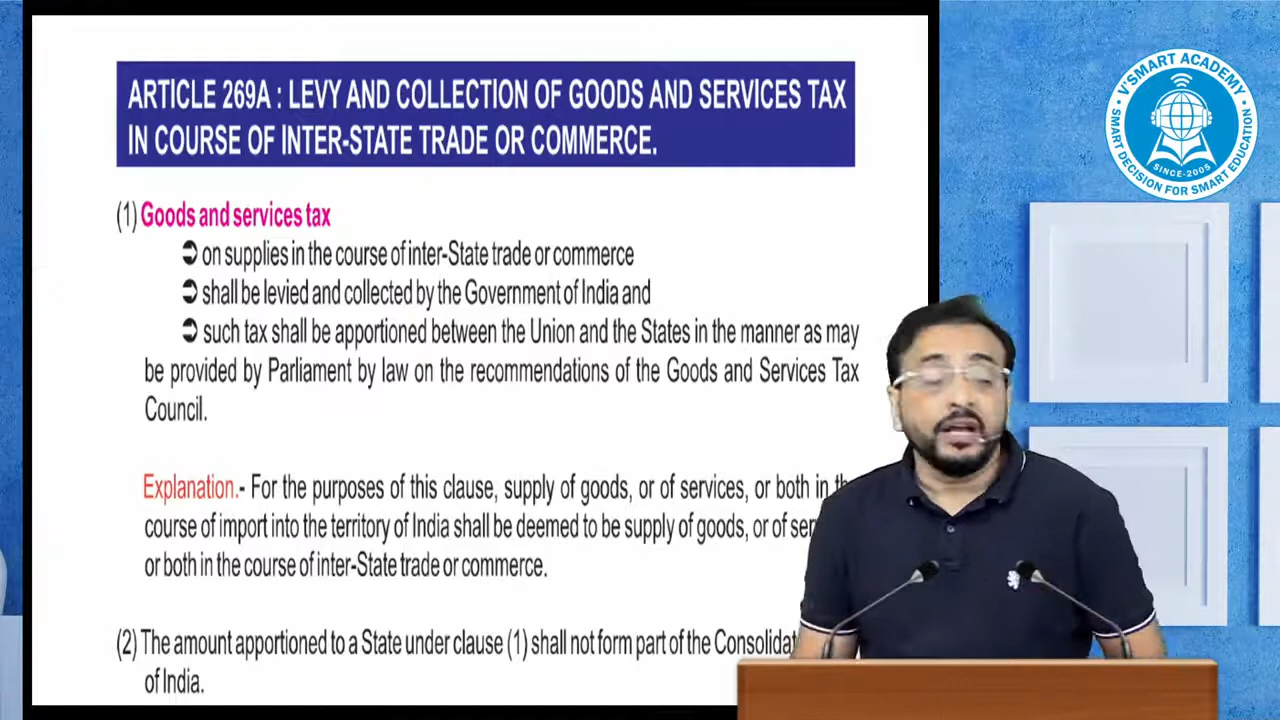 ARTICLE 269A : LEVY AND COLLECTION OF GOODS AND SERVICES TAX
IN COURSE OF INTER-STATE TRADE OR COMMERCE.
(1) Goods and services tax
➲ on supplies in the course of inter-State trade or commerce
➲ shall be levied and collected by the Government of India and
➲ such tax shall be apportioned between the Union and the States in the manner as may
be provided by Parliament by law on the recommendations of the Goods and Services Tax
Council.
Explanation.- For the purposes of this clause, supply of goods, or of services, or both in
course of import into the territory of India shall be deemed to be supply of goods, or of
or both in the course of inter-State trade or commerce.
(2) The amount apportioned to a State under clause (1) shall not form part of the
of India.
V'SMART ACADEMY
SINCE-2005
SMART DECISION FOR SMART EDUCATION